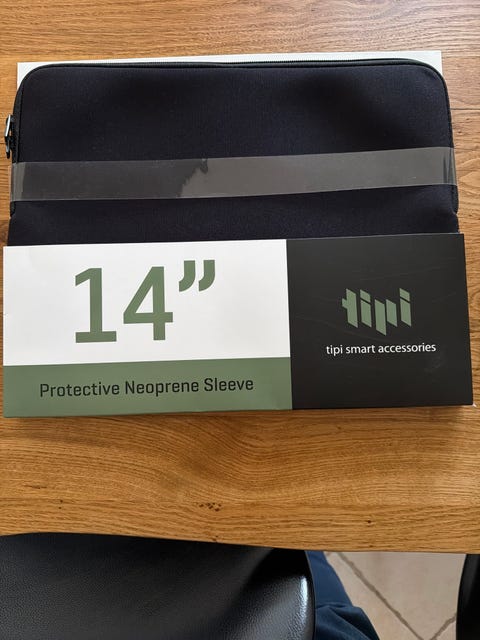 14”
Protective Neoprene Sleeve
tipi
tipi smart accessories